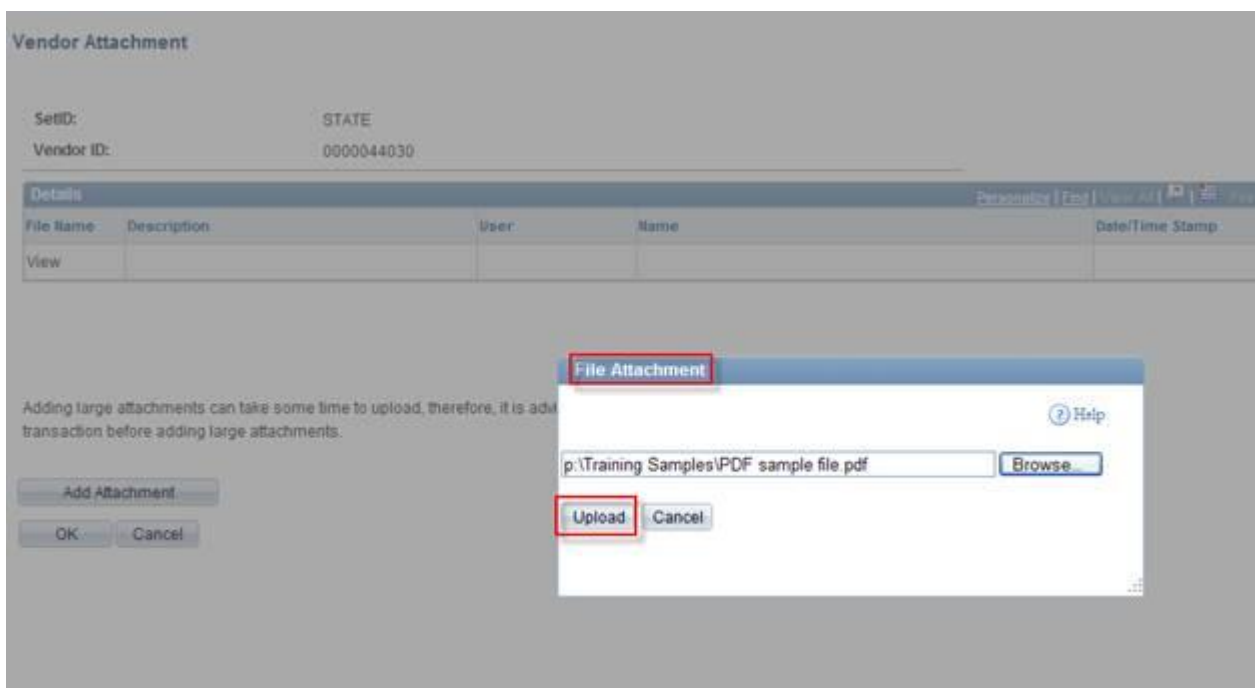 Vendor Attachment
SetID: STATE
Vendor ID: 0000044030
Details Personalize | Find | View All | |
File Name Description User Name Date/Time Stamp
View
File Attachment
Help
Adding large attachments can take some time to upload, therefore, it is
transaction before adding large attachments.
p:\Training Samples\PDF sample file.pdf Browse...
Add Attachment
Upload Cancel
OK Cancel